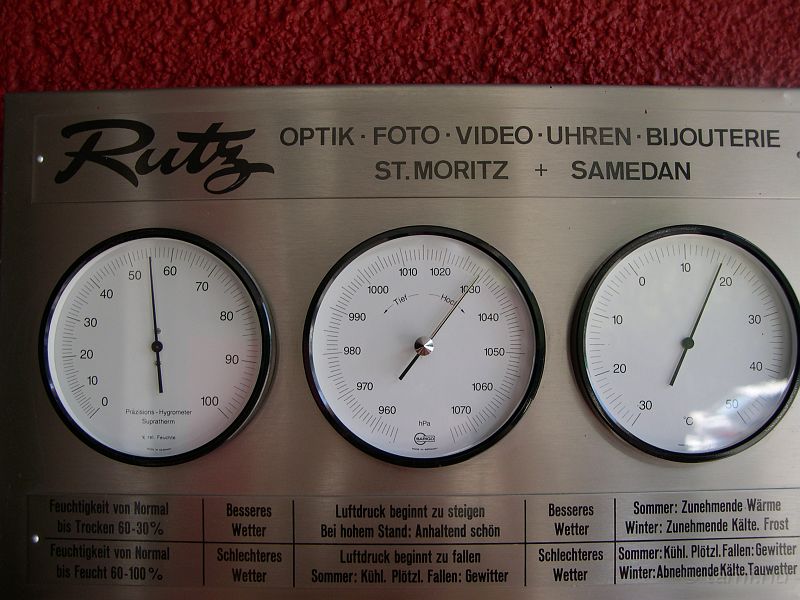 Rutz
OPTIK · FOTO · VIDEO · UHREN · BIJOUTERIE
ST. MORITZ + SAMEDAN
0 10 20 30 40 50 60 70 80 90 100
Präzisions-Hygrometer
Supratherm
% rel. Feuchte
960 970 980 990 1000 1010 1020 1030 1040 1050 1060 1070
Tief Hoch
hPa
BARIGO
30 20 10 0 10 20 30 40 50
°C
Feuchtigkeit von Normal
bis Trocken 60-30%
Besseres
Wetter
Luftdruck beginnt zu steigen
Bei hohem Stand: Anhaltend schön
Besseres
Wetter
Sommer: Zunehmende Wärme
Winter: Zunehmende Kälte. Frost
Feuchtigkeit von Normal
bis Feucht 60-100%
Schlechteres
Wetter
Luftdruck beginnt zu fallen
Sommer: Kühl. Plötzl. Fallen: Gewitter
Schlechteres
Wetter
Sommer: Kühl. Plötzl. Fallen: Gewitter
Winter: Abnehmende Kälte. Tauwetter